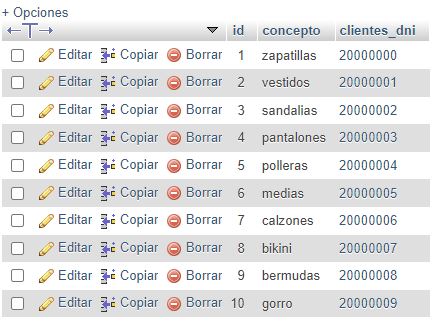 + Opciones
id concepto clientes_dni
Editar Copiar Borrar 1 zapatillas 20000000
Editar Copiar Borrar 2 vestidos 20000001
Editar Copiar Borrar 3 sandalias 20000002
Editar Copiar Borrar 4 pantalones 20000003
Editar Copiar Borrar 5 polleras 20000004
Editar Copiar Borrar 6 medias 20000005
Editar Copiar Borrar 7 calzones 20000006
Editar Copiar Borrar 8 bikini 20000007
Editar Copiar Borrar 9 bermudas 20000008
Editar Copiar Borrar 10 gorro 20000009